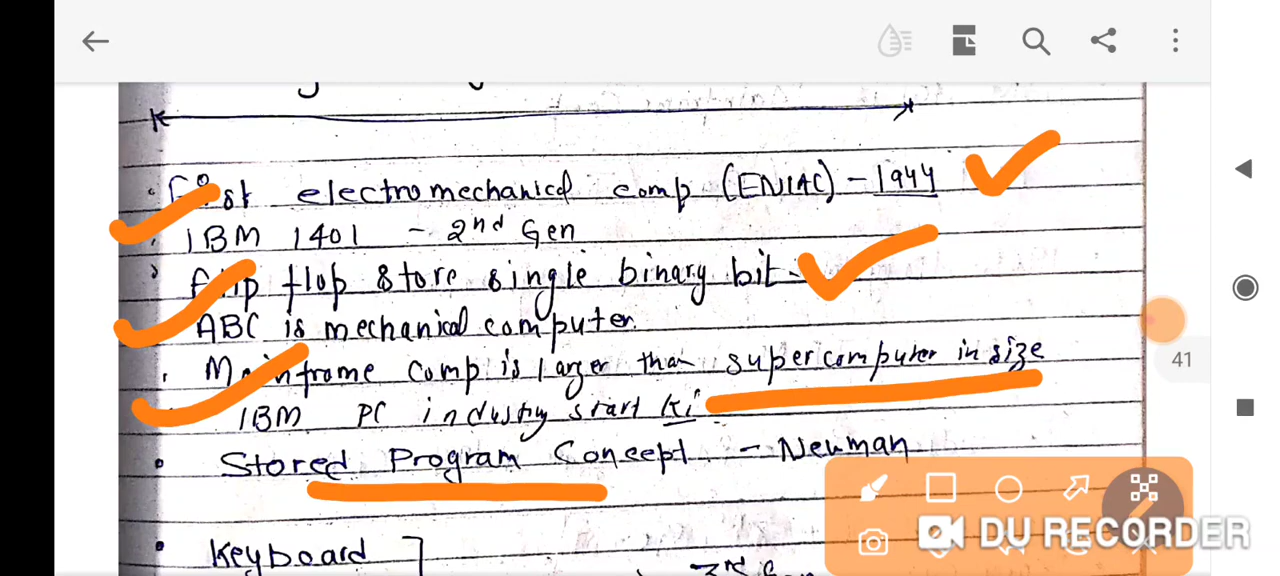 First electromechanical comp (ENIAC) - 1944
IBM 1401 - 2nd Gen
Flip flop store single binary bit.
ABC is mechanical computer.
Mainframe comp is larger than supercomputer in size
IBM PC industry start ki
Stored Program Concept - Neuman
Keyboard
3rd
41
DU RECORDER